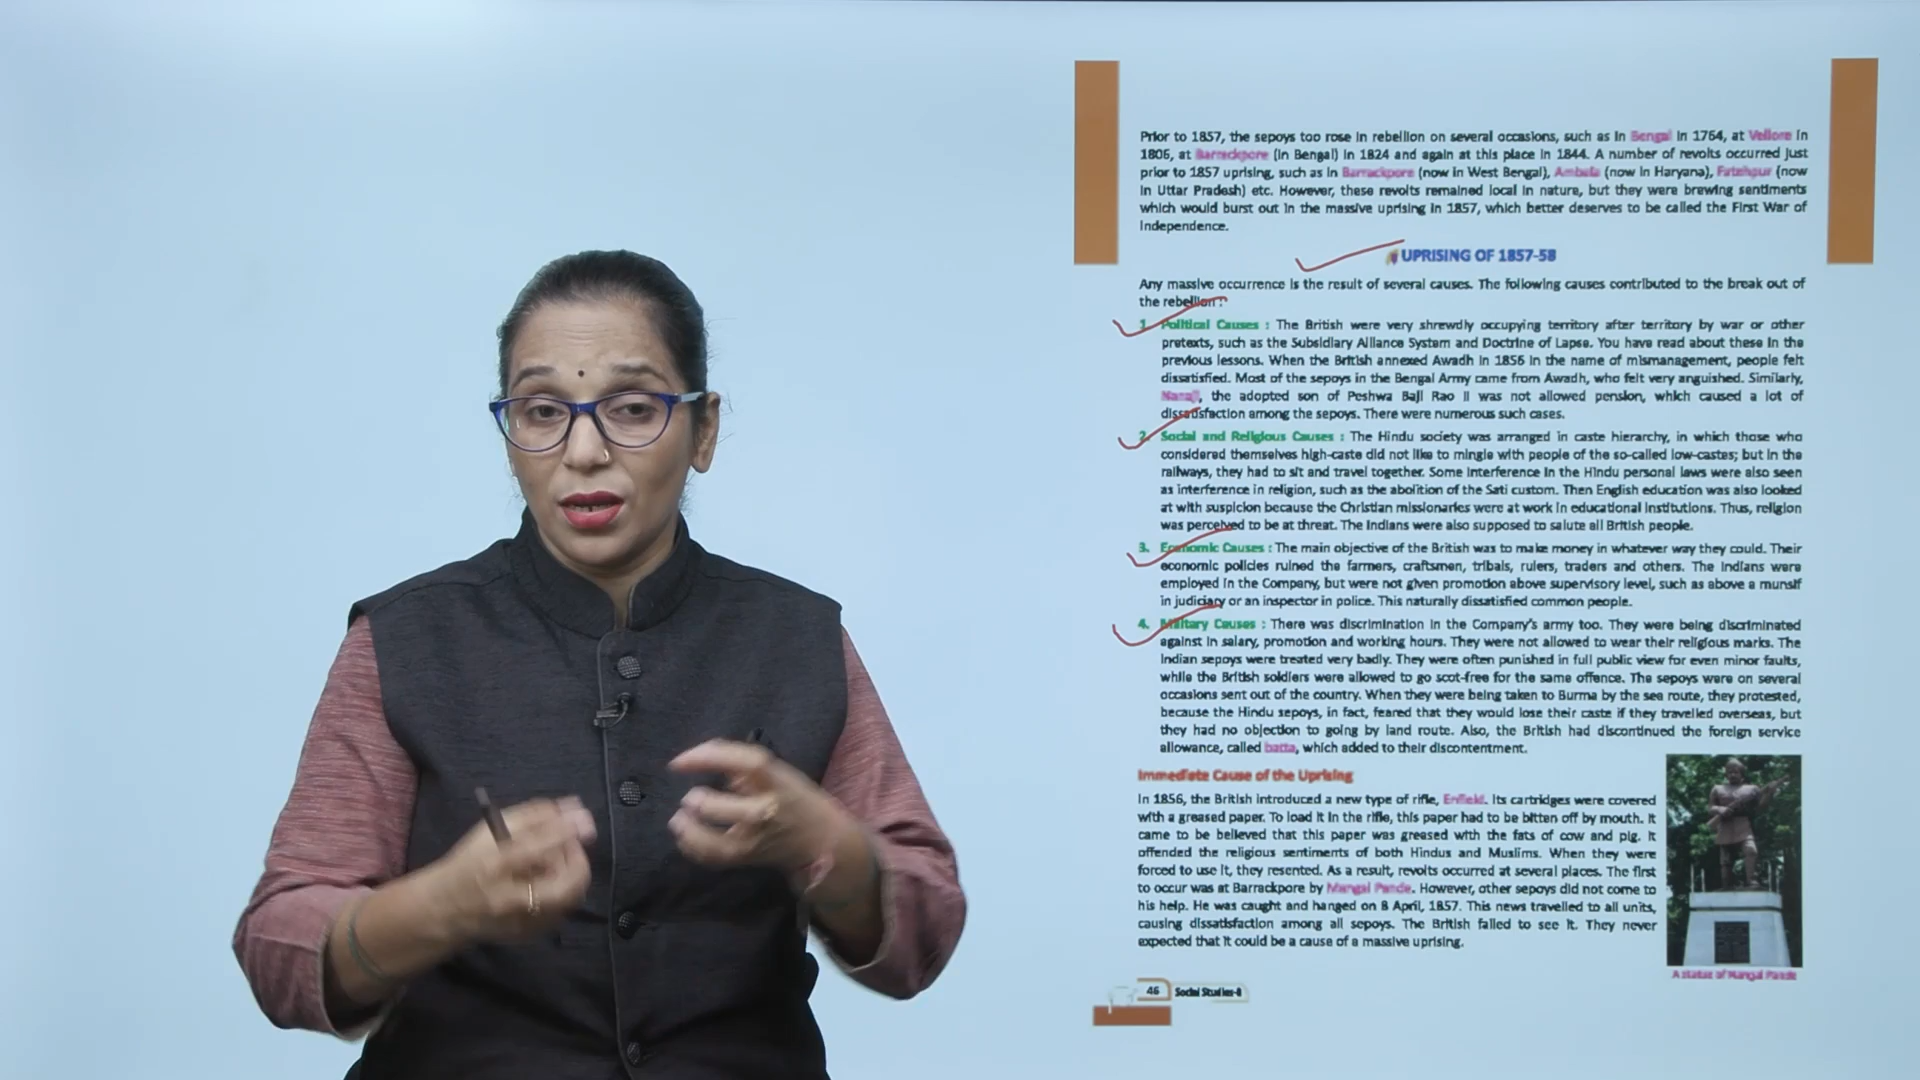 Prior to 1857, the sepoys too rose in rebellion on several occasions, such as in Bengal in 1764, at Vellore in
1806, at Barrackpore (in Bengal) in 1824 and again at this place in 1844. A number of revolts occurred just
prior to 1857 uprising, such as in Barrackpore (now in West Bengal), Ambala (now in Haryana), Fatehpur (now
in Uttar Pradesh) etc. However, these revolts remained local in nature, but they were brewing sentiments
which would burst out in the massive uprising in 1857, which better deserves to be called the First War of
Independence.
UPRISING OF 1857-58
Any massive occurrence is the result of several causes. The following causes contributed to the break out of
the rebellion :
1. Political Causes : The British were very shrewdly occupying territory after territory by war or other
pretexts, such as the Subsidiary Alliance System and Doctrine of Lapse. You have read about these in the
previous lessons. When the British annexed Awadh in 1856 in the name of mismanagement, people felt
dissatisfied. Most of the sepoys in the Bengal Army came from Awadh, who felt very anguished. Similarly,
Nanaji, the adopted son of Peshwa Baji Rao II was not allowed pension, which caused a lot of
dissatisfaction among the sepoys. There were numerous such cases.
2. Social and Religious Causes : The Hindu society was arranged in caste hierarchy, in which those who
considered themselves high-caste did not like to mingle with people of the so-called low-castes; but in the
railways, they had to sit and travel together. Some interference in the Hindu personal laws were also seen
as interference in religion, such as the abolition of the Sati custom. Then English education was also looked
at with suspicion because the Christian missionaries were at work in educational institutions. Thus, religion
was perceived to be at threat. The Indians were also supposed to salute all British people.
3. Economic Causes : The main objective of the British was to make money in whatever way they could. Their
economic policies ruined the farmers, craftsmen, tribals, rulers, traders and others. The Indians were
employed in the Company, but were not given promotion above supervisory level, such as above a munsif
in judiciary or an inspector in police. This naturally dissatisfied common people.
4. Military Causes : There was discrimination in the Company's army too. They were being discriminated
against in salary, promotion and working hours. They were not allowed to wear their religious marks. The
Indian sepoys were treated very badly. They were often punished in full public view for even minor faults,
while the British soldiers were allowed to go scot-free for the same offence. The sepoys were on several
occasions sent out of the country. When they were being taken to Burma by the sea route, they protested,
because the Hindu sepoys, in fact, feared that they would lose their caste if they travelled overseas, but
they had no objection to going by land route. Also, the British had discontinued the foreign service
allowance, called batta, which added to their discontentment.
Immediate Cause of the Uprising
In 1856, the British introduced a new type of rifle, Enfield. Its cartridges were covered
with a greased paper. To load it in the rifle, this paper had to be bitten off by mouth. It
came to be believed that this paper was greased with the fats of cow and pig. It
offended the religious sentiments of both Hindus and Muslims. When they were
forced to use it, they resented. As a result, revolts occurred at several places. The first
to occur was at Barrackpore by Mangal Pande. However, other sepoys did not come to
his help. He was caught and hanged on 8 April, 1857. This news travelled to all units,
causing dissatisfaction among all sepoys. The British failed to see it. They never
expected that it could be a cause of a massive uprising.
A statue of Mangal Pande
46 Social Studies-8